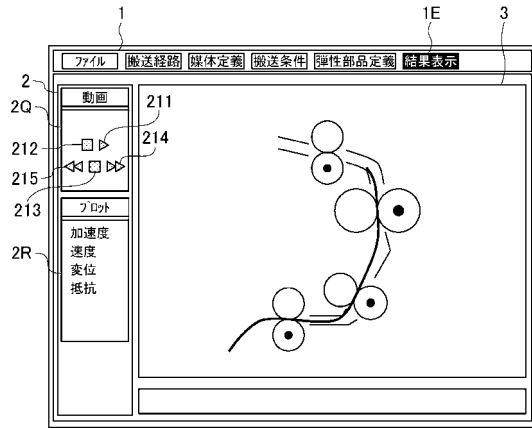 1
1E
3
ファイル 搬送経路 媒体定義 搬送条件 弾性部品定義 結果表示
2
2Q
動画
211
212
214
215
213
プロット
2R
加速度
速度
変位
抵抗